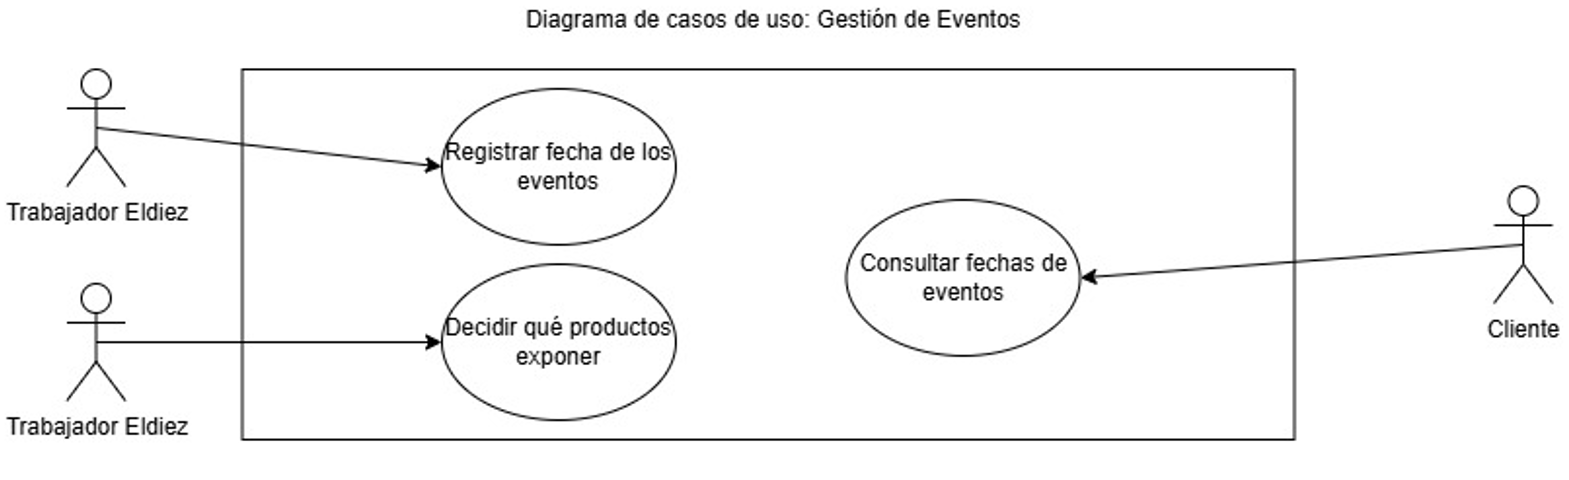 Diagrama de casos de uso: Gestión de Eventos
Registrar fecha de los
eventos
Trabajador Eldiez
Consultar fechas de
eventos
Cliente
Decidir qué productos
exponer
Trabajador Eldiez